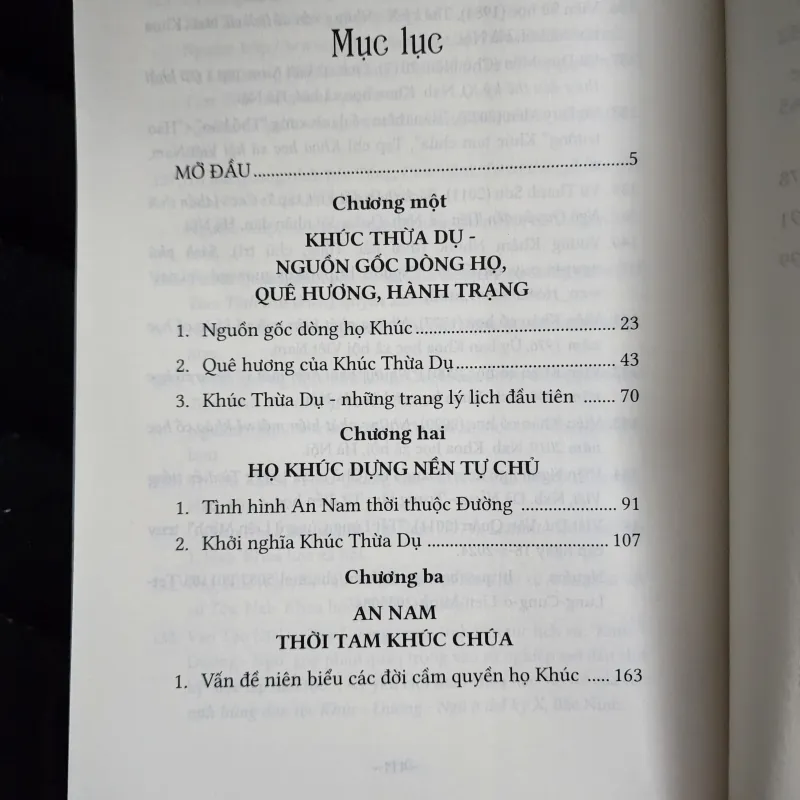 Mục lục
MỞ ĐẦU....................................................................................5
Chương một
KHÚC THỪA DỤ -
NGUỒN GỐC DÒNG HỌ,
QUÊ HƯƠNG, HÀNH TRẠNG
1. Nguồn gốc dòng họ Khúc............................................ 23
2. Quê hương của Khúc Thừa Dụ................................... 43
3. Khúc Thừa Dụ - những trang lý lịch đầu tiên ....... 70
Chương hai
HỌ KHÚC DỰNG NỀN TỰ CHỦ
1. Tình hình An Nam thời thuộc Đường ..................... 91
2. Khởi nghĩa Khúc Thừa Dụ ....................................... 107
Chương ba
AN NAM
THỜI TAM KHÚC CHÚA
1. Vấn đề niên biểu các đời cầm quyền họ Khúc ..... 163